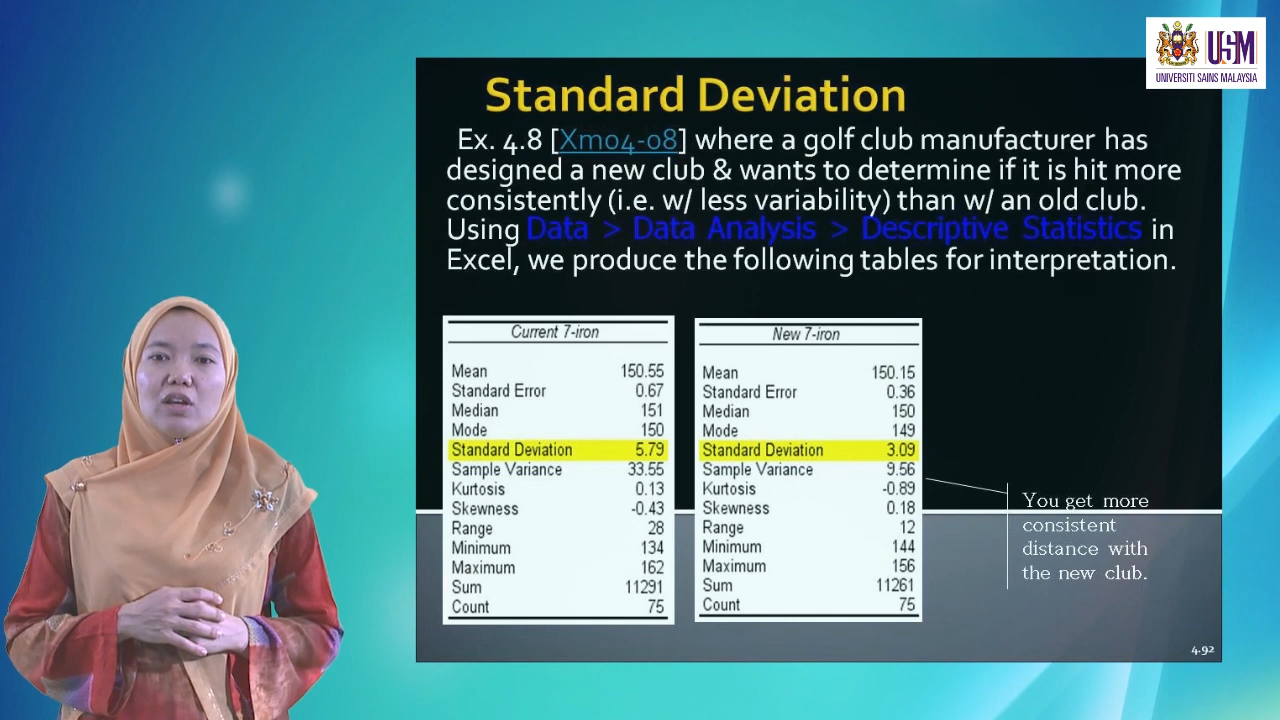 USM
UNIVERSITI SAINS MALAYSIA
Standard Deviation
Ex. 4.8 [Xm04-08] where a golf club manufacturer has
designed a new club & wants to determine if it is hit more
consistently (i.e. w/ less variability) than w/ an old club.
Using Data > Data Analysis > Descriptive Statistics in
Excel, we produce the following tables for interpretation.
Current 7-iron
Mean 150.55
Standard Error 0.67
Median 151
Mode 150
Standard Deviation 5.79
Sample Variance 33.55
Kurtosis 0.13
Skewness -0.43
Range 28
Minimum 134
Maximum 162
Sum 11291
Count 75
New 7-iron
Mean 150.15
Standard Error 0.36
Median 150
Mode 149
Standard Deviation 3.09
Sample Variance 9.56
Kurtosis -0.89
Skewness 0.18
Range 12
Minimum 144
Maximum 156
Sum 11261
Count 75
You get more
consistent
distance with
the new club.
4.92